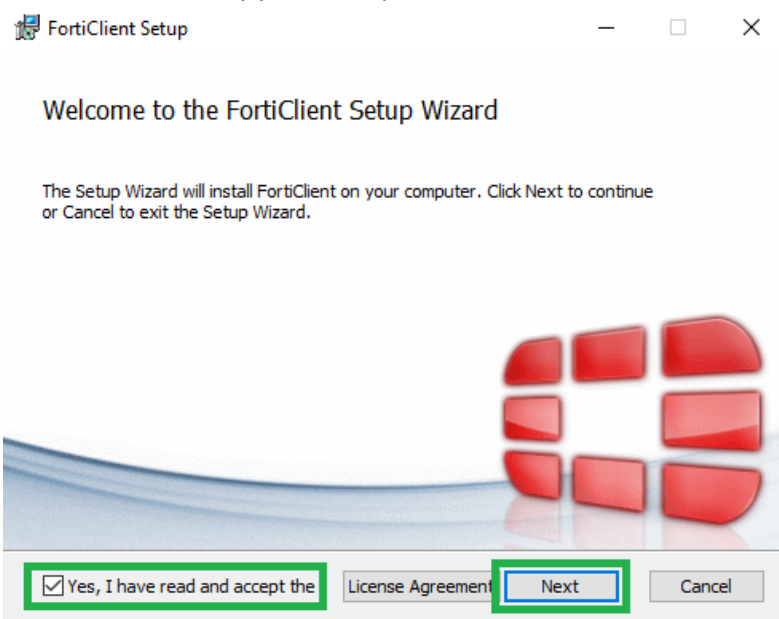 FortiClient Setup
Welcome to the FortiClient Setup Wizard
The Setup Wizard will install FortiClient on your computer. Click Next to continue
or Cancel to exit the Setup Wizard.
Yes, I have read and accept the License Agreement Next Cancel